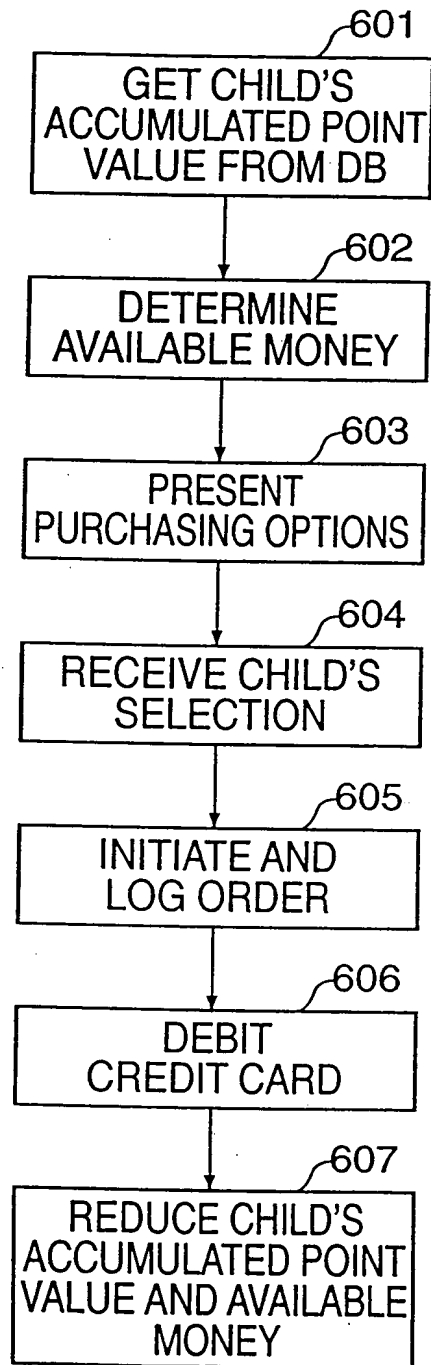 601
GET CHILD'S
ACCUMULATED POINT
VALUE FROM DB
602
DETERMINE
AVAILABLE MONEY
603
PRESENT
PURCHASING OPTIONS
604
RECEIVE CHILD'S
SELECTION
605
INITIATE AND
LOG ORDER
606
DEBIT
CREDIT CARD
607
REDUCE CHILD'S
ACCUMULATED POINT
VALUE AND AVAILABLE
MONEY